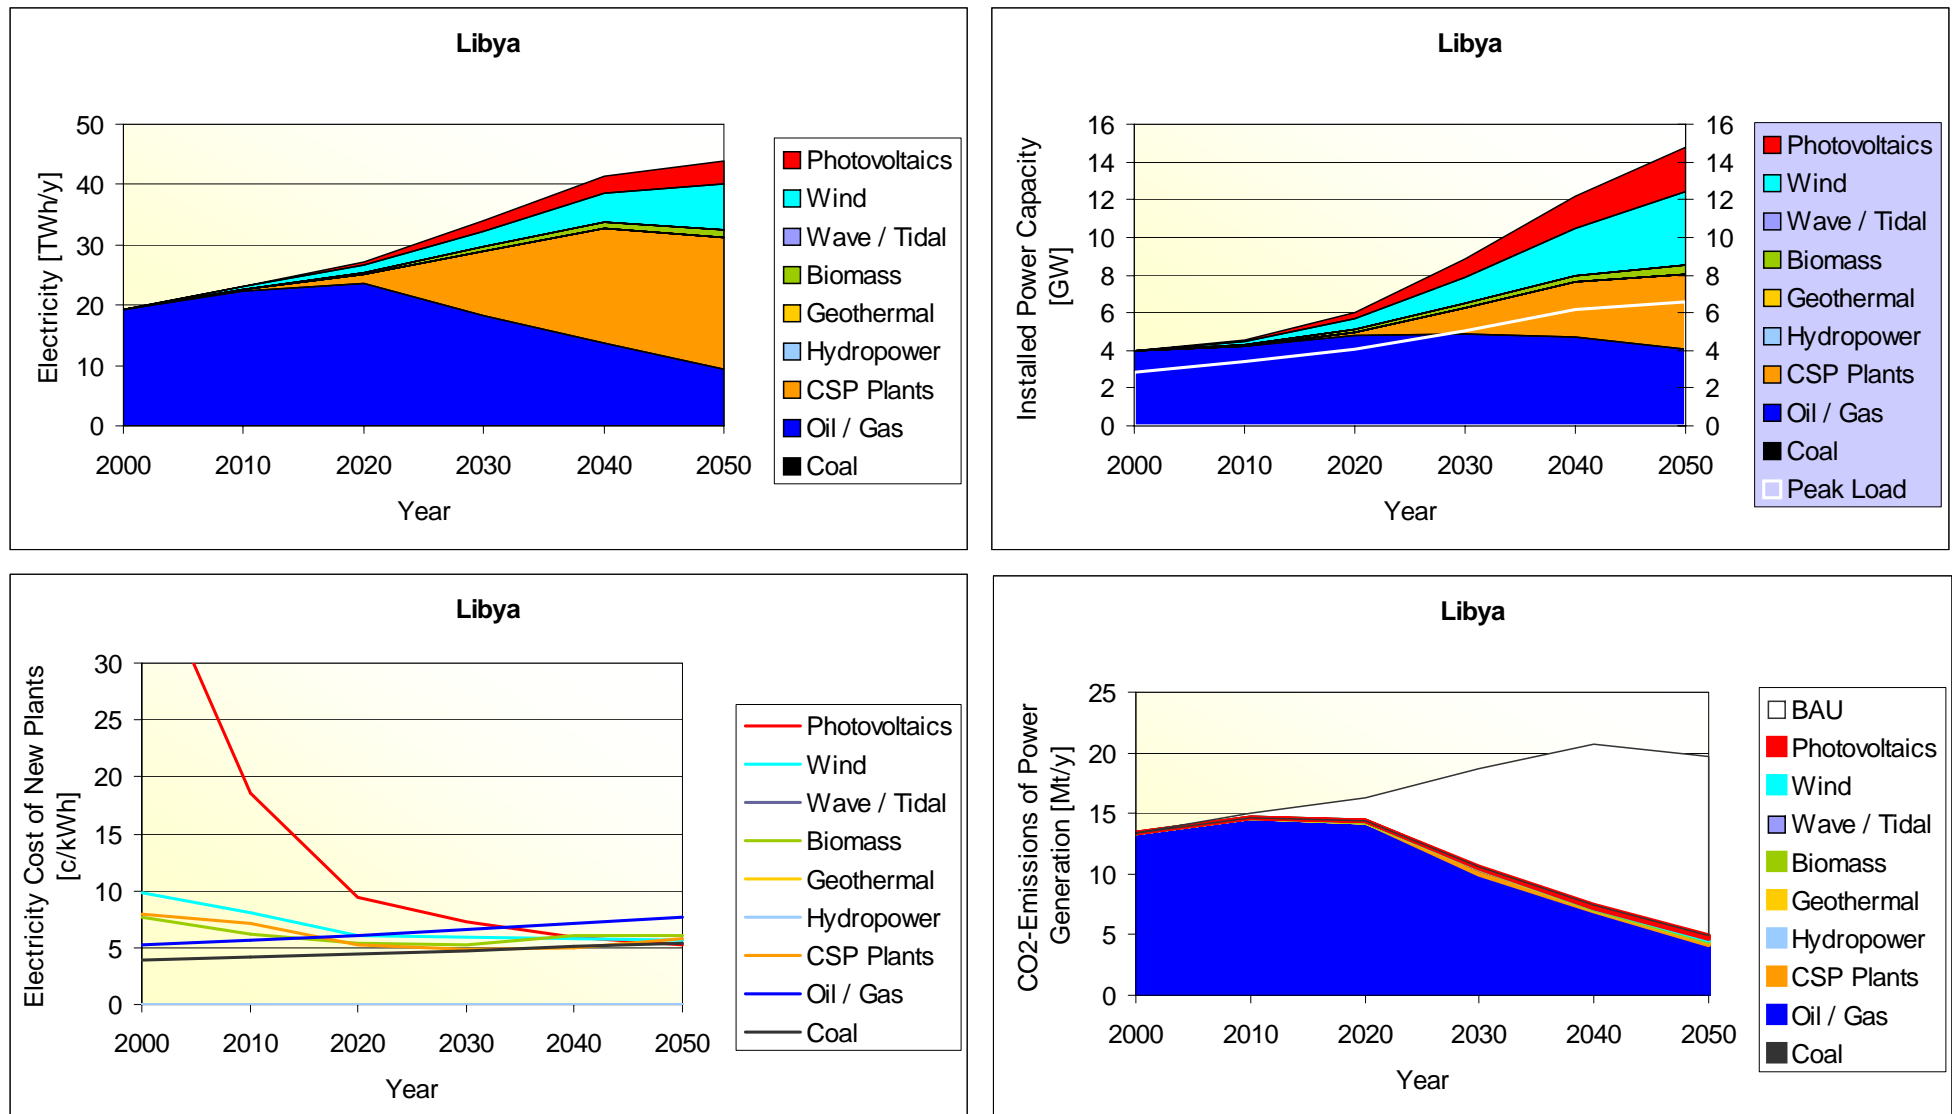 Libya
Electricity [TWh/y]
50
40
30
20
10
0
2000 2010 2020 2030 2040 2050
Year
Photovoltaics
Wind
Wave / Tidal
Biomass
Geothermal
Hydropower
CSP Plants
Oil / Gas
Coal
Libya
Installed Power Capacity
[GW]
16
14
12
10
8
6
4
2
0
16
14
12
10
8
6
4
2
0
2000 2010 2020 2030 2040 2050
Year
Photovoltaics
Wind
Wave / Tidal
Biomass
Geothermal
Hydropower
CSP Plants
Oil / Gas
Coal
Peak Load
Libya
Electricity Cost of New Plants
[c/kWh]
30
25
20
15
10
5
0
2000 2010 2020 2030 2040 2050
Year
Photovoltaics
Wind
Wave / Tidal
Biomass
Geothermal
Hydropower
CSP Plants
Oil / Gas
Coal
Libya
CO2-Emissions of Power
Generation [Mt/y]
25
20
15
10
5
0
2000 2010 2020 2030 2040 2050
Year
BAU
Photovoltaics
Wind
Wave / Tidal
Biomass
Geothermal
Hydropower
CSP Plants
Oil / Gas
Coal